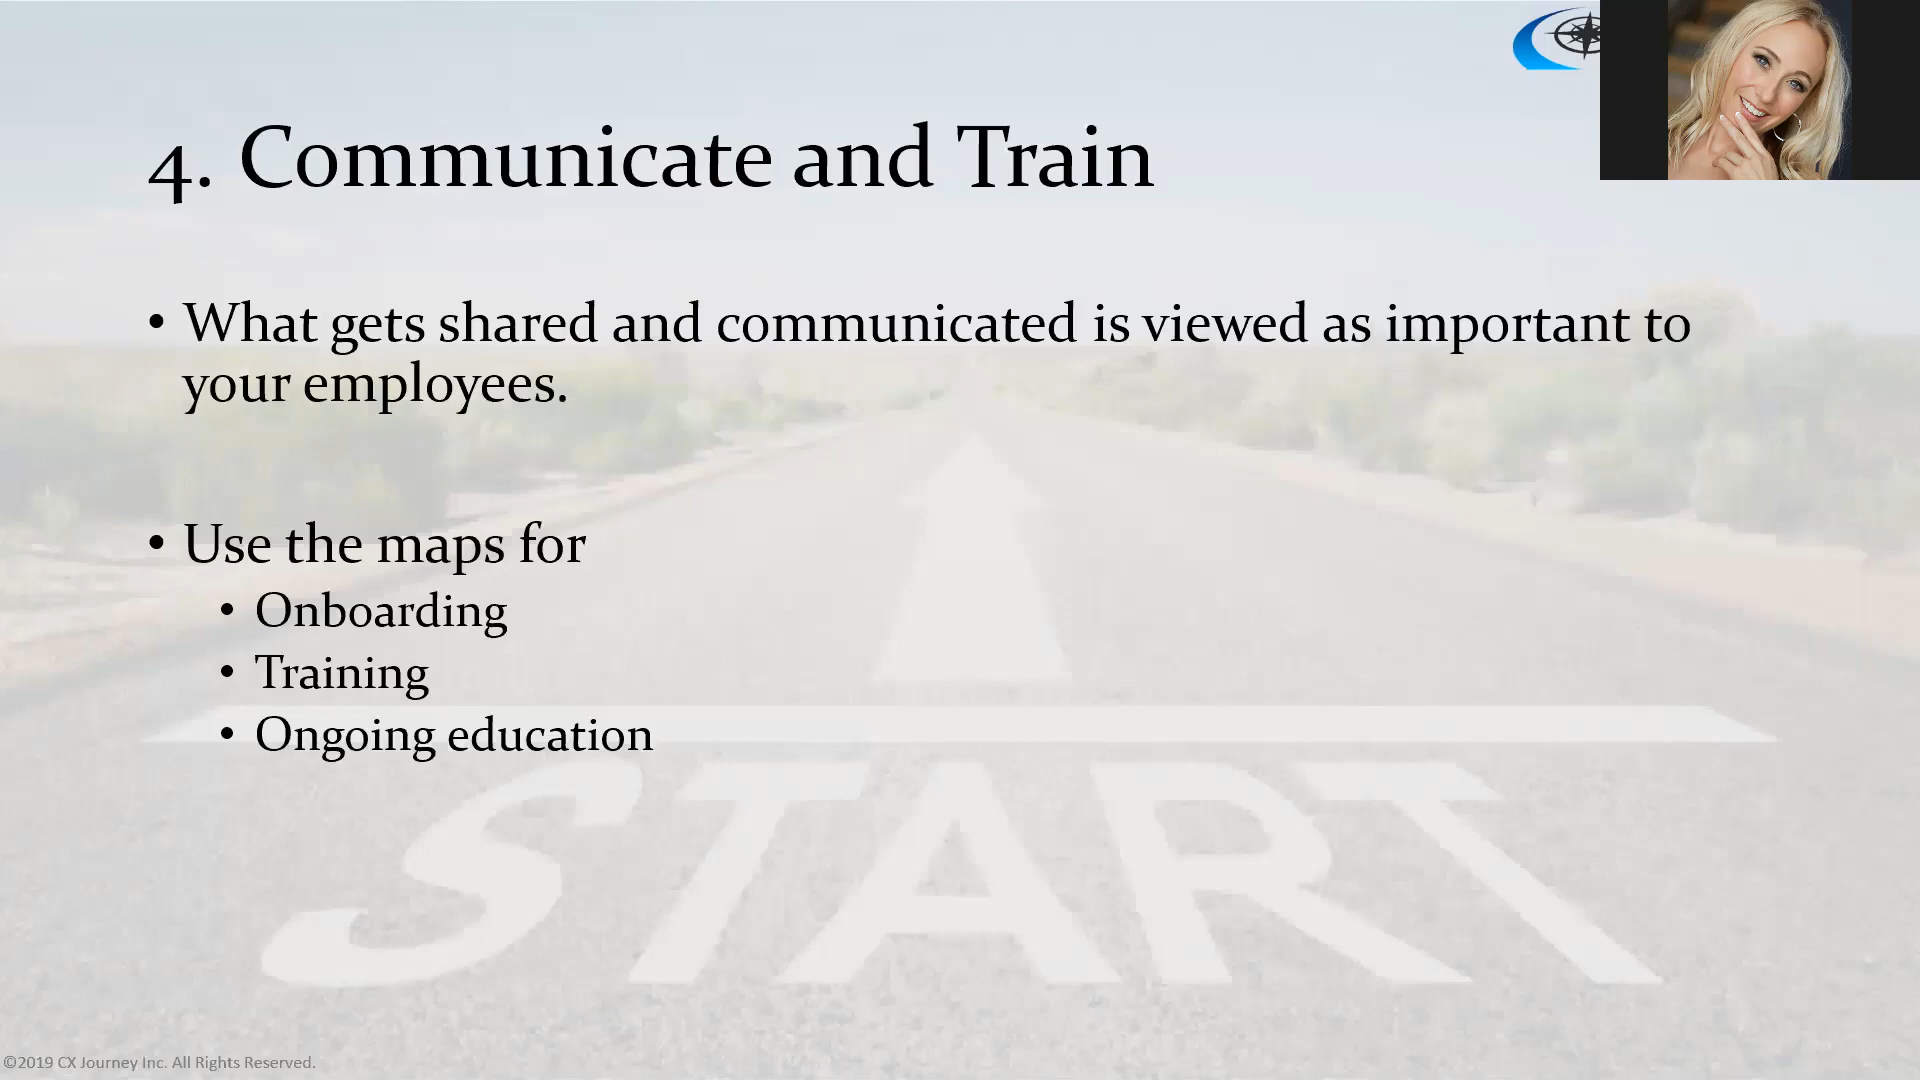 4. Communicate and Train
• What gets shared and communicated is viewed as important to
your employees.
• Use the maps for
• Onboarding
• Training
• Ongoing education
START
©2019 CX Journey Inc. All Rights Reserved.